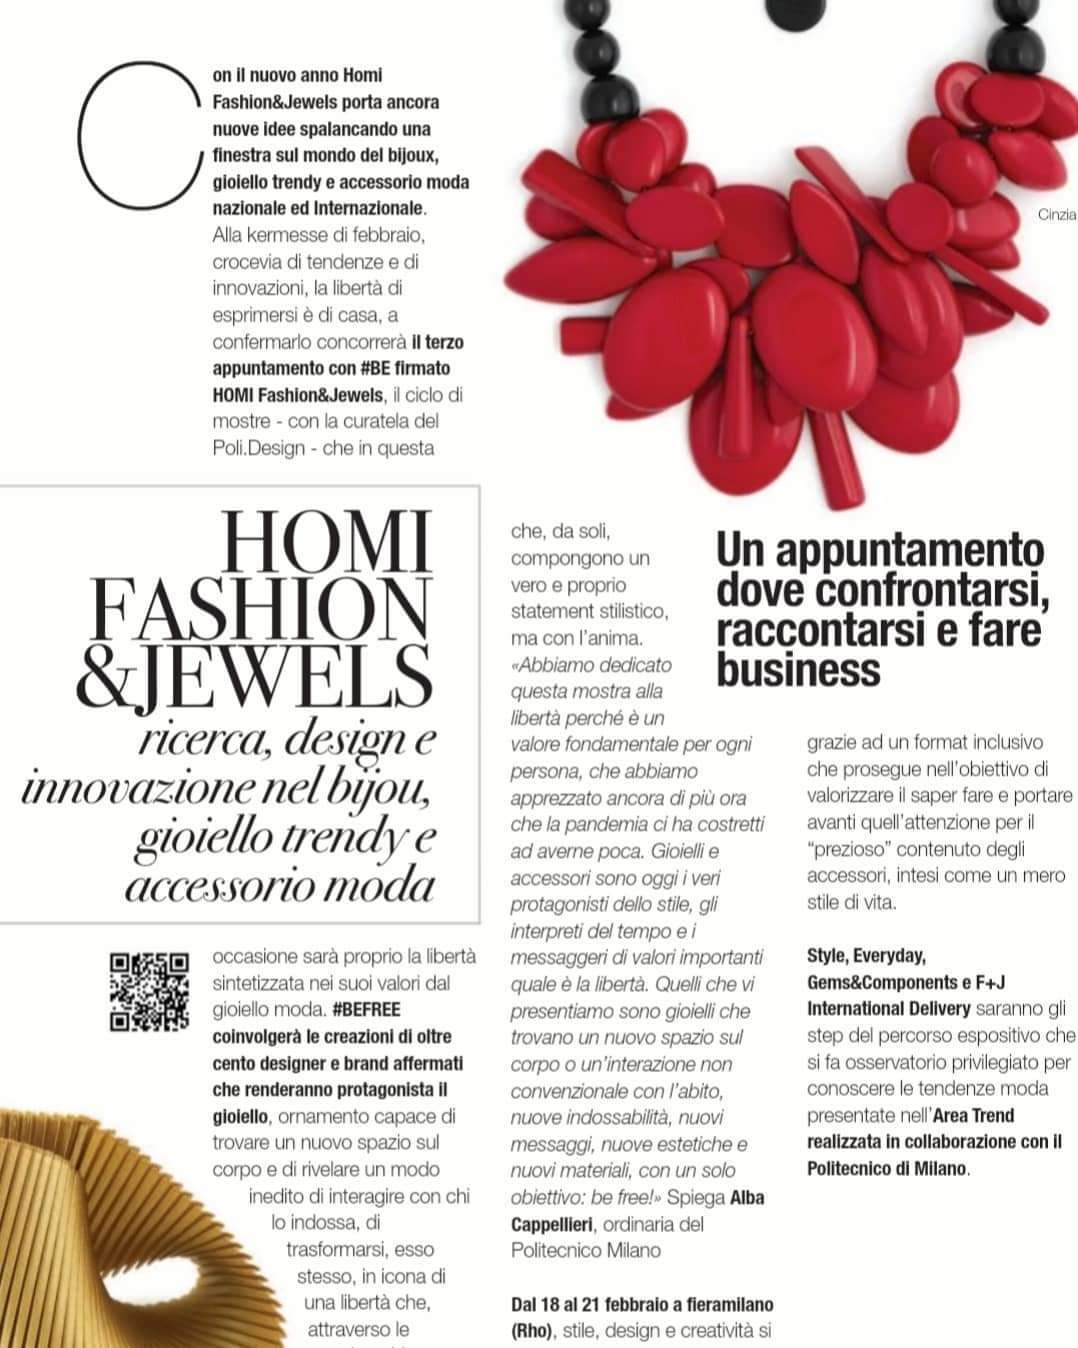 Con il nuovo anno Homi
Fashion&Jewels porta ancora
nuove idee spalancando una
finestra sul mondo del bijoux,
gioiello trendy e accessorio moda
nazionale ed Internazionale.
Alla kermesse di febbraio,
crocevia di tendenze e di
innovazioni, la libertà di
esprimersi è di casa, a
confermarlo concorrerà il terzo
appuntamento con #BE firmato
HOMI Fashion&Jewels, il ciclo di
mostre - con la curatela del
Poli.Design - che in questa
Cinzia
HOMI
FASHION
&JEWELS
ricerca, design e
innovazione nel bijou,
gioiello trendy e
accessorio moda
occasione sarà proprio la libertà
sintetizzata nei suoi valori dal
gioiello moda. #BEFREE
coinvolgerà le creazioni di oltre
cento designer e brand affermati
che renderanno protagonista il
gioiello, ornamento capace di
trovare un nuovo spazio sul
corpo e di rivelare un modo
inedito di interagire con chi
lo indossa, di
trasformarsi, esso
stesso, in icona di
una libertà che,
attraverso le
che, da soli,
compongono un
vero e proprio
statement stilistico,
ma con l'anima.
«Abbiamo dedicato
questa mostra alla
libertà perché è un
valore fondamentale per ogni
persona, che abbiamo
apprezzato ancora di più ora
che la pandemia ci ha costretti
ad averne poca. Gioielli e
accessori sono oggi i veri
protagonisti dello stile, gli
interpreti del tempo e i
messaggeri di valori importanti
quale è la libertà. Quelli che vi
presentiamo sono gioielli che
trovano un nuovo spazio sul
corpo o un'interazione non
convenzionale con l'abito,
nuove indossabilità, nuovi
messaggi, nuove estetiche e
nuovi materiali, con un solo
obiettivo: be free!» Spiega Alba
Cappellieri, ordinaria del
Politecnico Milano
Dal 18 al 21 febbraio a fieramilano
(Rho), stile, design e creatività si
Un appuntamento
dove confrontarsi,
raccontarsi e fare
business
grazie ad un format inclusivo
che prosegue nell'obiettivo di
valorizzare il saper fare e portare
avanti quell'attenzione per il
“prezioso” contenuto degli
accessori, intesi come un mero
stile di vita.
Style, Everyday,
Gems&Components e F+J
International Delivery saranno gli
step del percorso espositivo che
si fa osservatorio privilegiato per
conoscere le tendenze moda
presentate nell'Area Trend
realizzata in collaborazione con il
Politecnico di Milano.